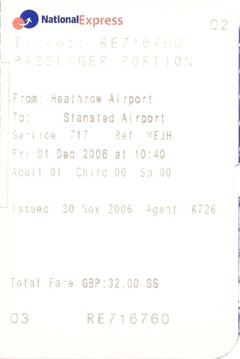 NationalExpress
02
Ticket: RE716760
PASSENGER PORTION
From: Heathrow Airport
To: Stansted Airport
Service 717 Ref MEJH
Fri 01 Dec 2006 at 10:40
Adult:01 Child:00 Sp:00
Issued 30 Nov 2006 Agent K726
Total Fare GBP:32.00 SS
03 RE716760